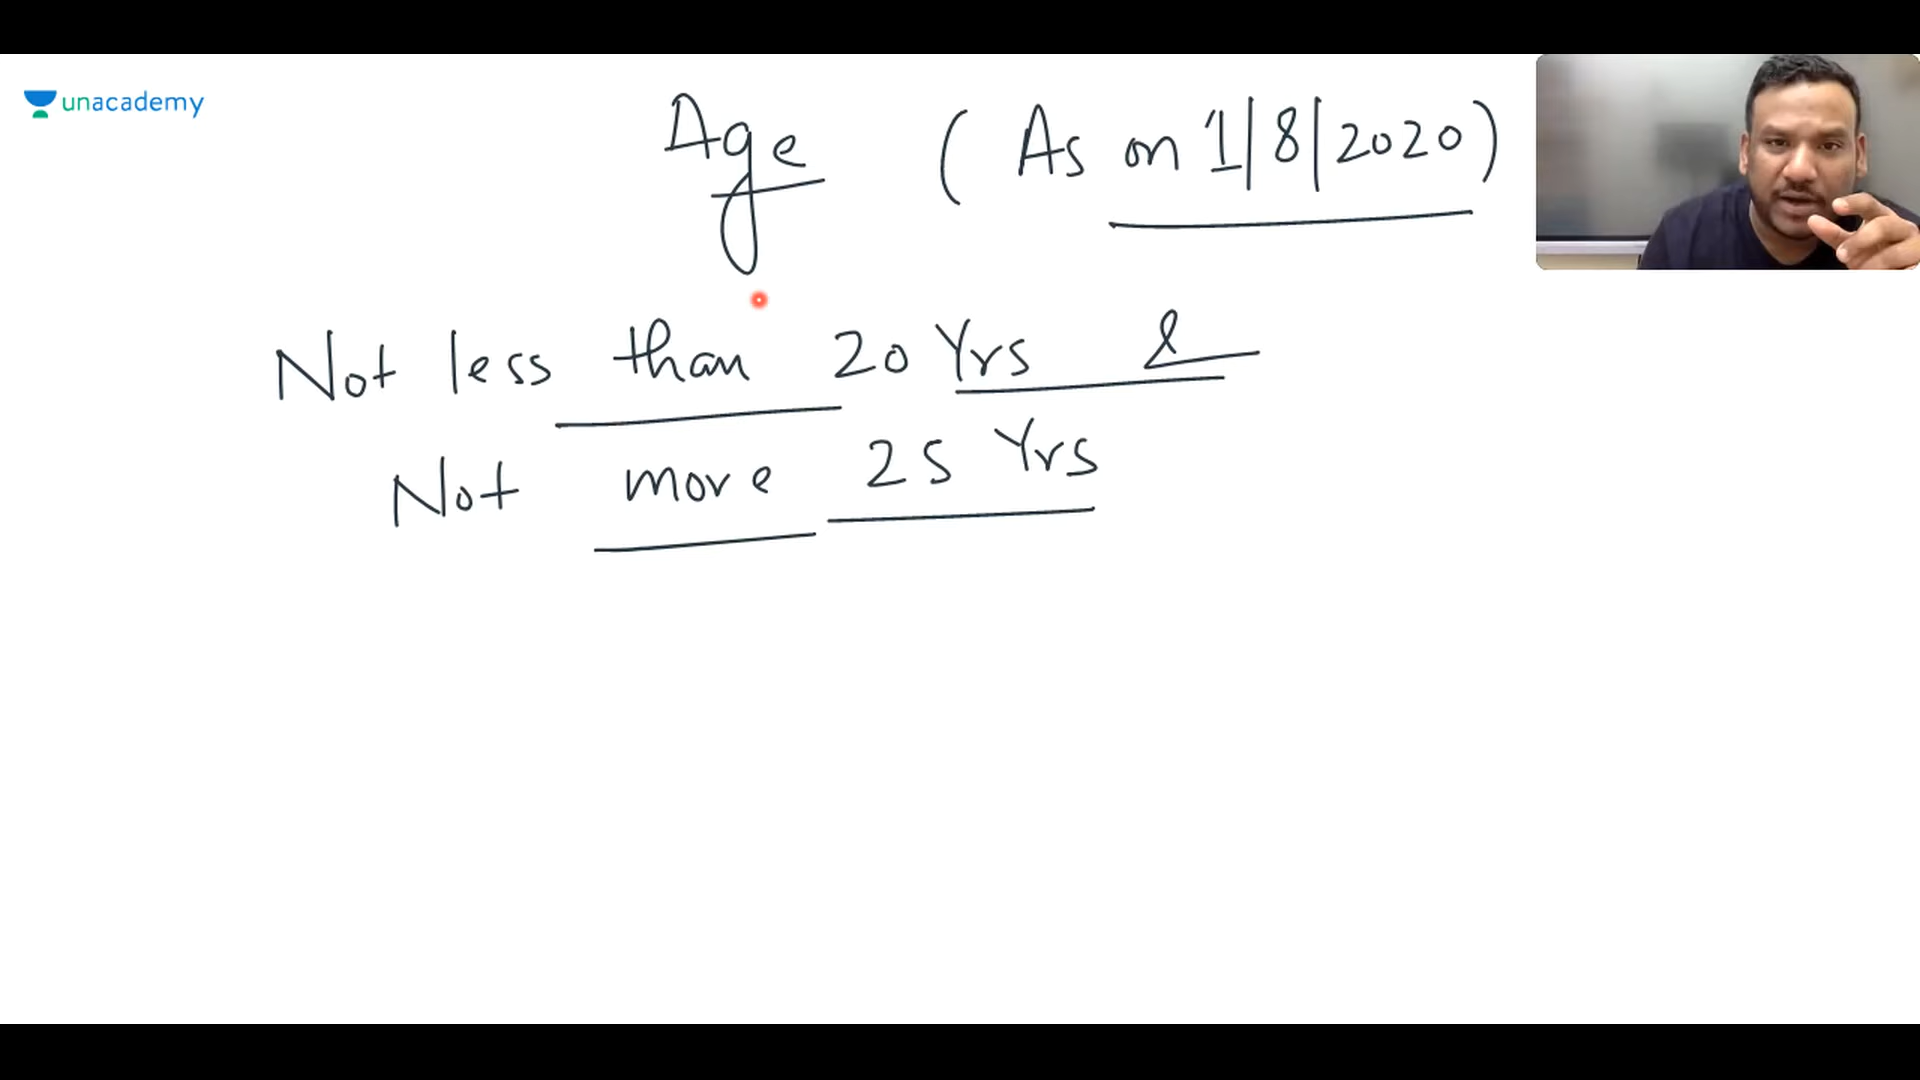 unacademy
Age (As on 1/8/2020)
Not less than 20 Yrs &
Not more 25 Yrs